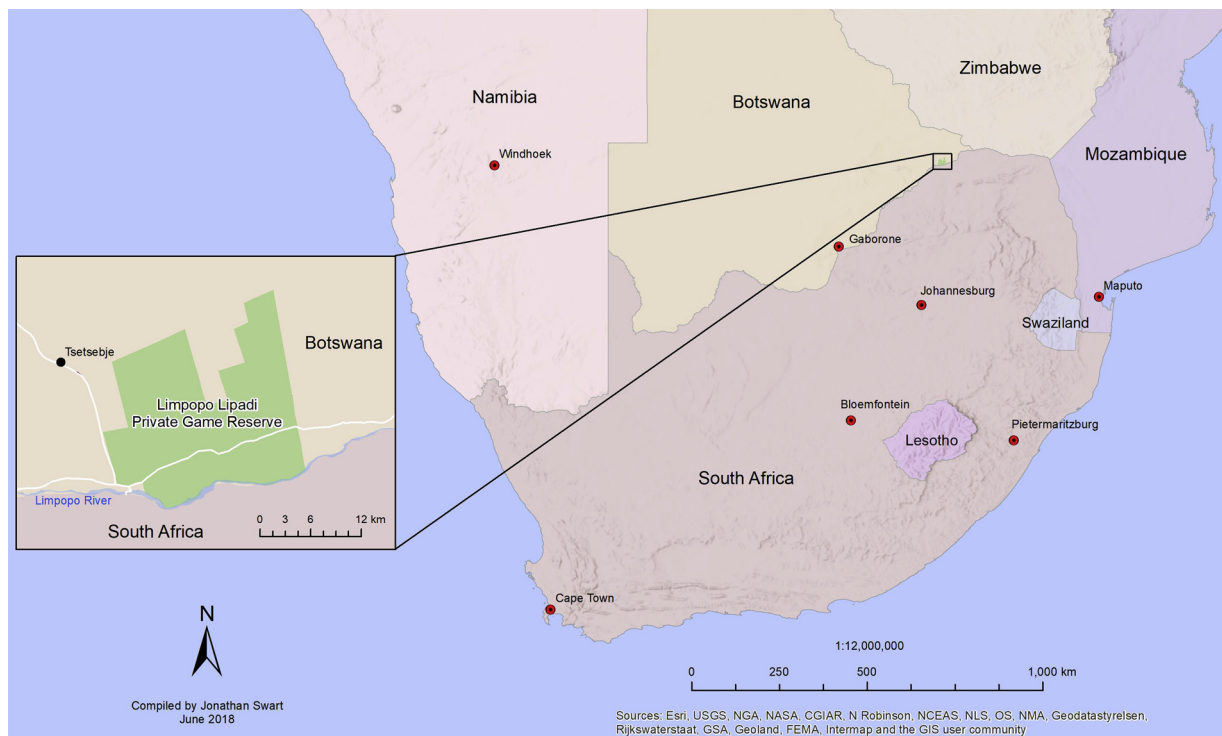 Zimbabwe
Namibia
Botswana
Windhoek
Mozambique
Gaborone
Johannesburg
Maputo
Swaziland
Tsetsebje
Botswana
Limpopo Lipadi
Private Game Reserve
Bloemfontein
Pietermaritzburg
Lesotho
South Africa
Limpopo River
South Africa
0 3 6 12 km
Cape Town
N
1:12,000,000
0 250 500 1,000 km
Compiled by Jonathan Swart
June 2018
Sources: Esri, USGS, NGA, NASA, CGIAR, N Robinson, NCEAS, NLS, OS, NMA, Geodatastyrelsen,
Rijkswaterstaat, GSA, Geoland, FEMA, Intermap and the GIS user community